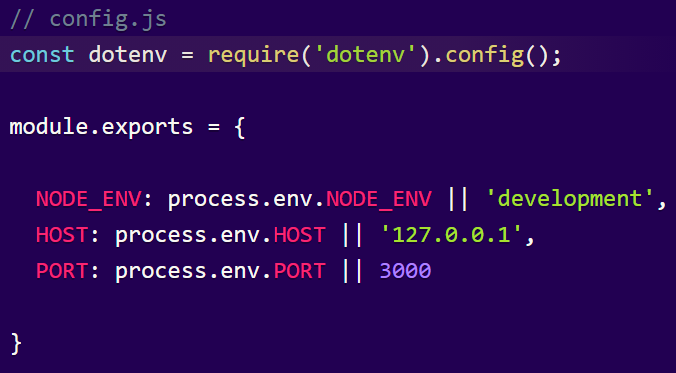 // config.js
const dotenv = require('dotenv').config();
module.exports = {
NODE_ENV: process.env.NODE_ENV || 'development',
HOST: process.env.HOST || '127.0.0.1',
PORT: process.env.PORT || 3000
}